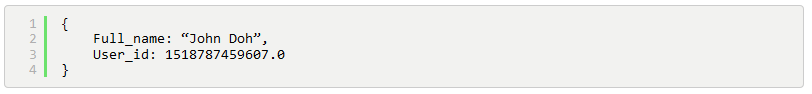 1 {
2 Full_name: “John Doh”,
3 User_id: 1518787459607.0
4 }